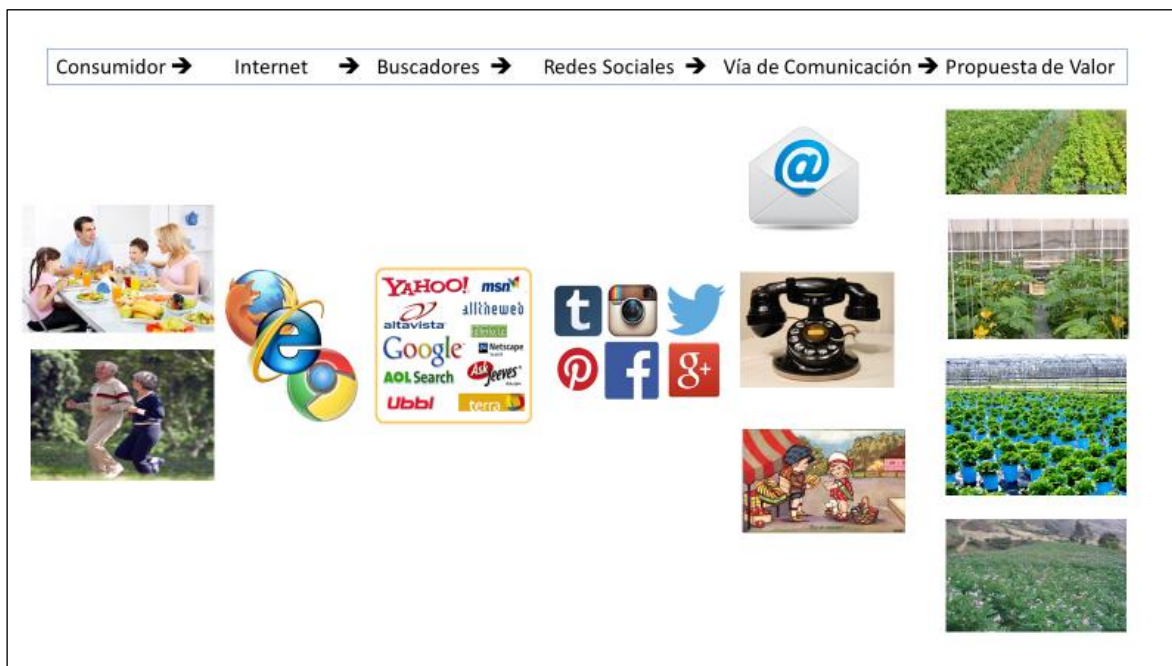 Consumidor ➔ Internet ➔ Buscadores ➔ Redes Sociales ➔ Vía de Comunicación ➔ Propuesta de Valor
YAHOO! msn
altavista alltheweb
Google Netscape
AOL Search Ask Jeeves
Ubbi terra